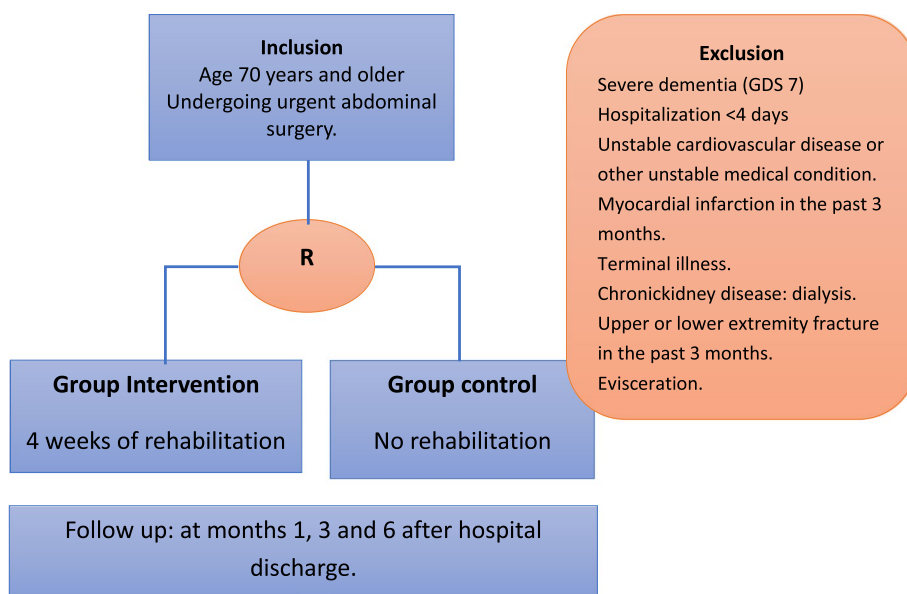 Inclusion
Age 70 years and older
Undergoing urgent abdominal
surgery.
Exclusion
Severe dementia (GDS 7)
Hospitalization <4 days
Unstable cardiovascular disease or
other unstable medical condition.
Myocardial infarction in the past 3
months.
Terminal illness.
Chronickidney disease: dialysis.
Upper or lower extremity fracture
in the past 3 months.
Evisceration.
R
Group Intervention
4 weeks of rehabilitation
Group control
No rehabilitation
Follow up: at months 1, 3 and 6 after hospital
discharge.